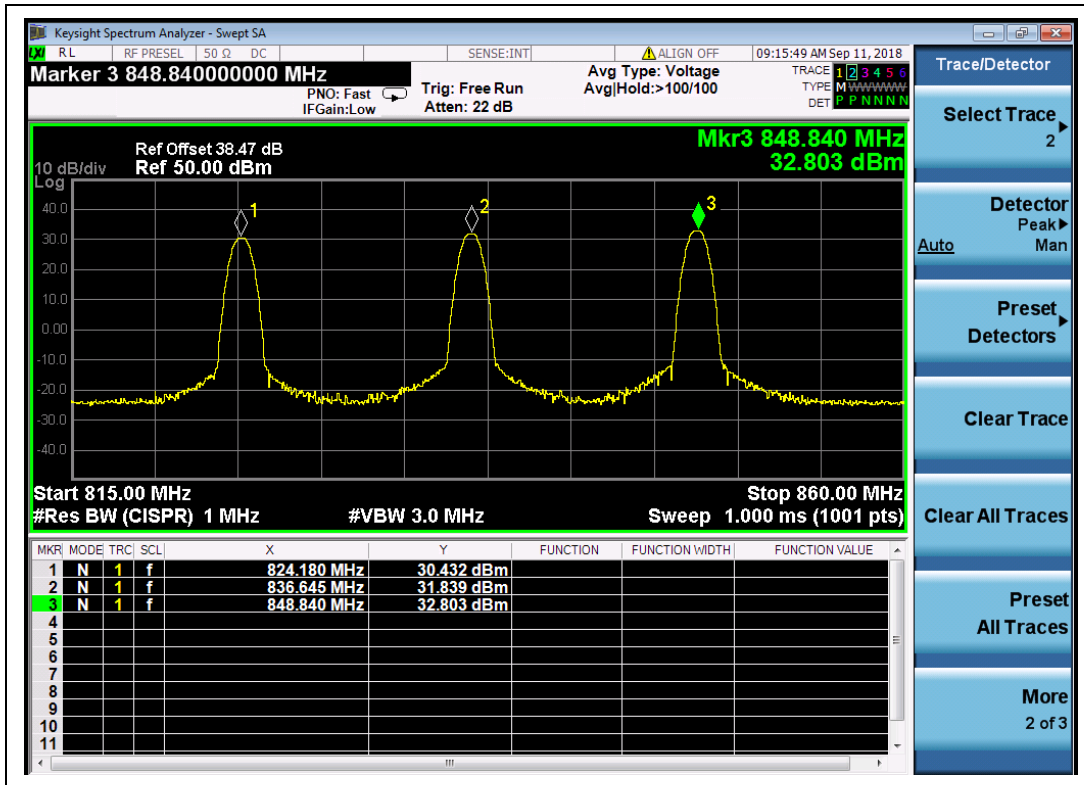 Keysight Spectrum Analyzer - Swept SA
LXI RL RF PRESEL 50 Ω DC SENSE:INT ALIGN OFF 09:15:49 AM Sep 11, 2018
Marker 3 848.840000000 MHz
PNO: Fast
IFGain:Low
Trig: Free Run
Atten: 22 dB
Avg Type: Voltage
Avg|Hold:>100/100
TRACE 1 2 3 4 5 6
TYPE M WWWWW
DET P P N N N N
Mkr3 848.840 MHz
32.803 dBm
Ref Offset 38.47 dB
10 dB/div Ref 50.00 dBm
Log
40.0
30.0
20.0
10.0
0.00
-10.0
-20.0
-30.0
-40.0
1
2
3
Start 815.00 MHz Stop 860.00 MHz
#Res BW (CISPR) 1 MHz #VBW 3.0 MHz Sweep 1.000 ms (1001 pts)
MKR MODE TRC SCL X Y FUNCTION FUNCTION WIDTH FUNCTION VALUE
1 N 1 f 824.180 MHz 30.432 dBm
2 N 1 f 836.645 MHz 31.839 dBm
3 N 1 f 848.840 MHz 32.803 dBm
4
5
6
7
8
9
10
11
Trace/Detector
Select Trace
2
Detector
Peak
Auto Man
Preset
Detectors
Clear Trace
Clear All Traces
Preset
All Traces
More
2 of 3